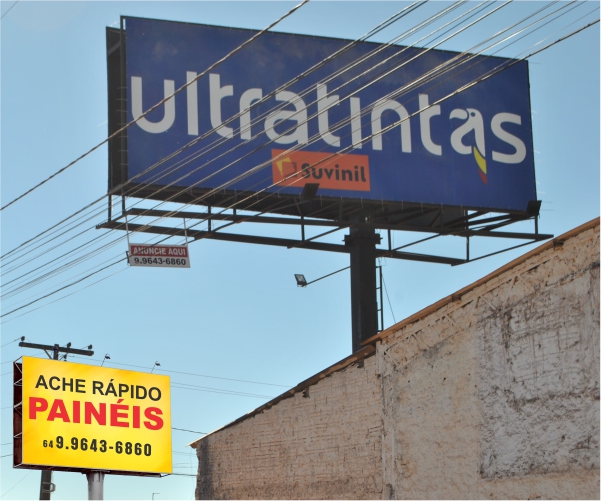 ultratintas
Suvinil
ANUNCIE AQUI
9.9643-6860
ACHE RÁPIDO
PAINÉIS
64 9.9643-6860